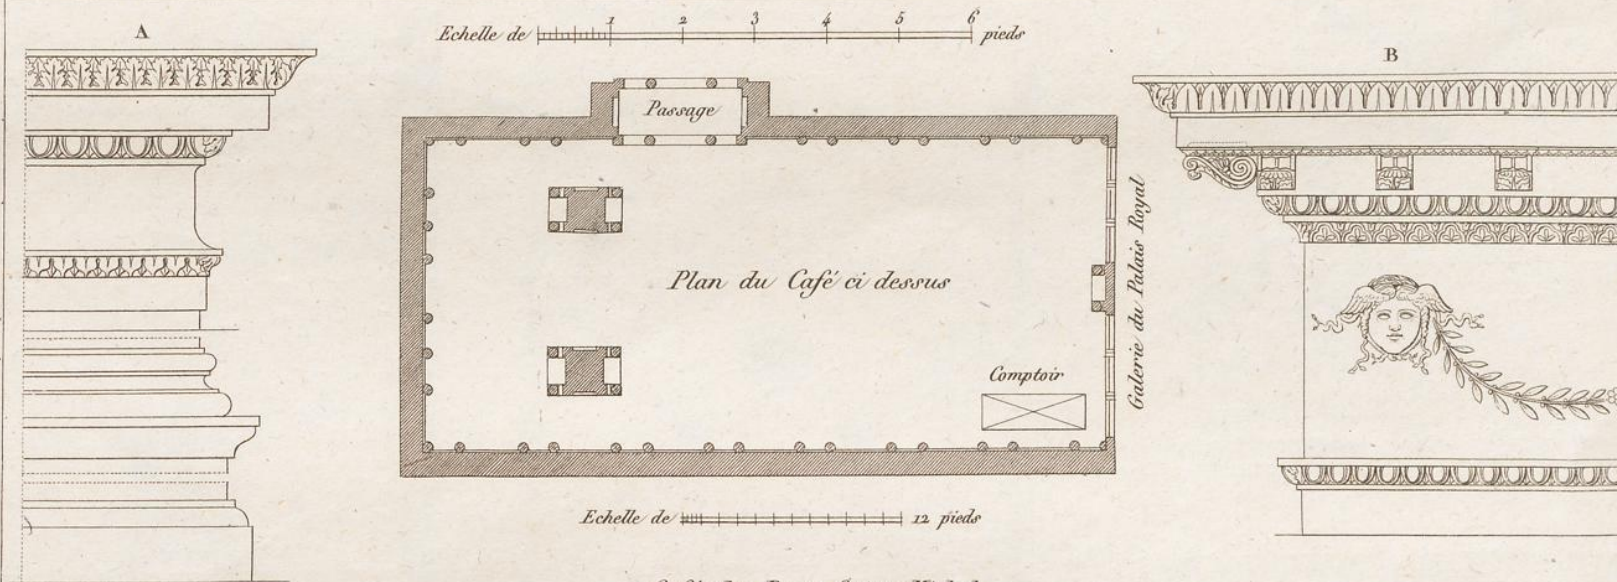 A
Echelle de 1 2 3 4 5 6 pieds
B
Passage
Plan du Café ci dessus
Galerie du Palais Royal
Comptoir
Echelle de 12 pieds